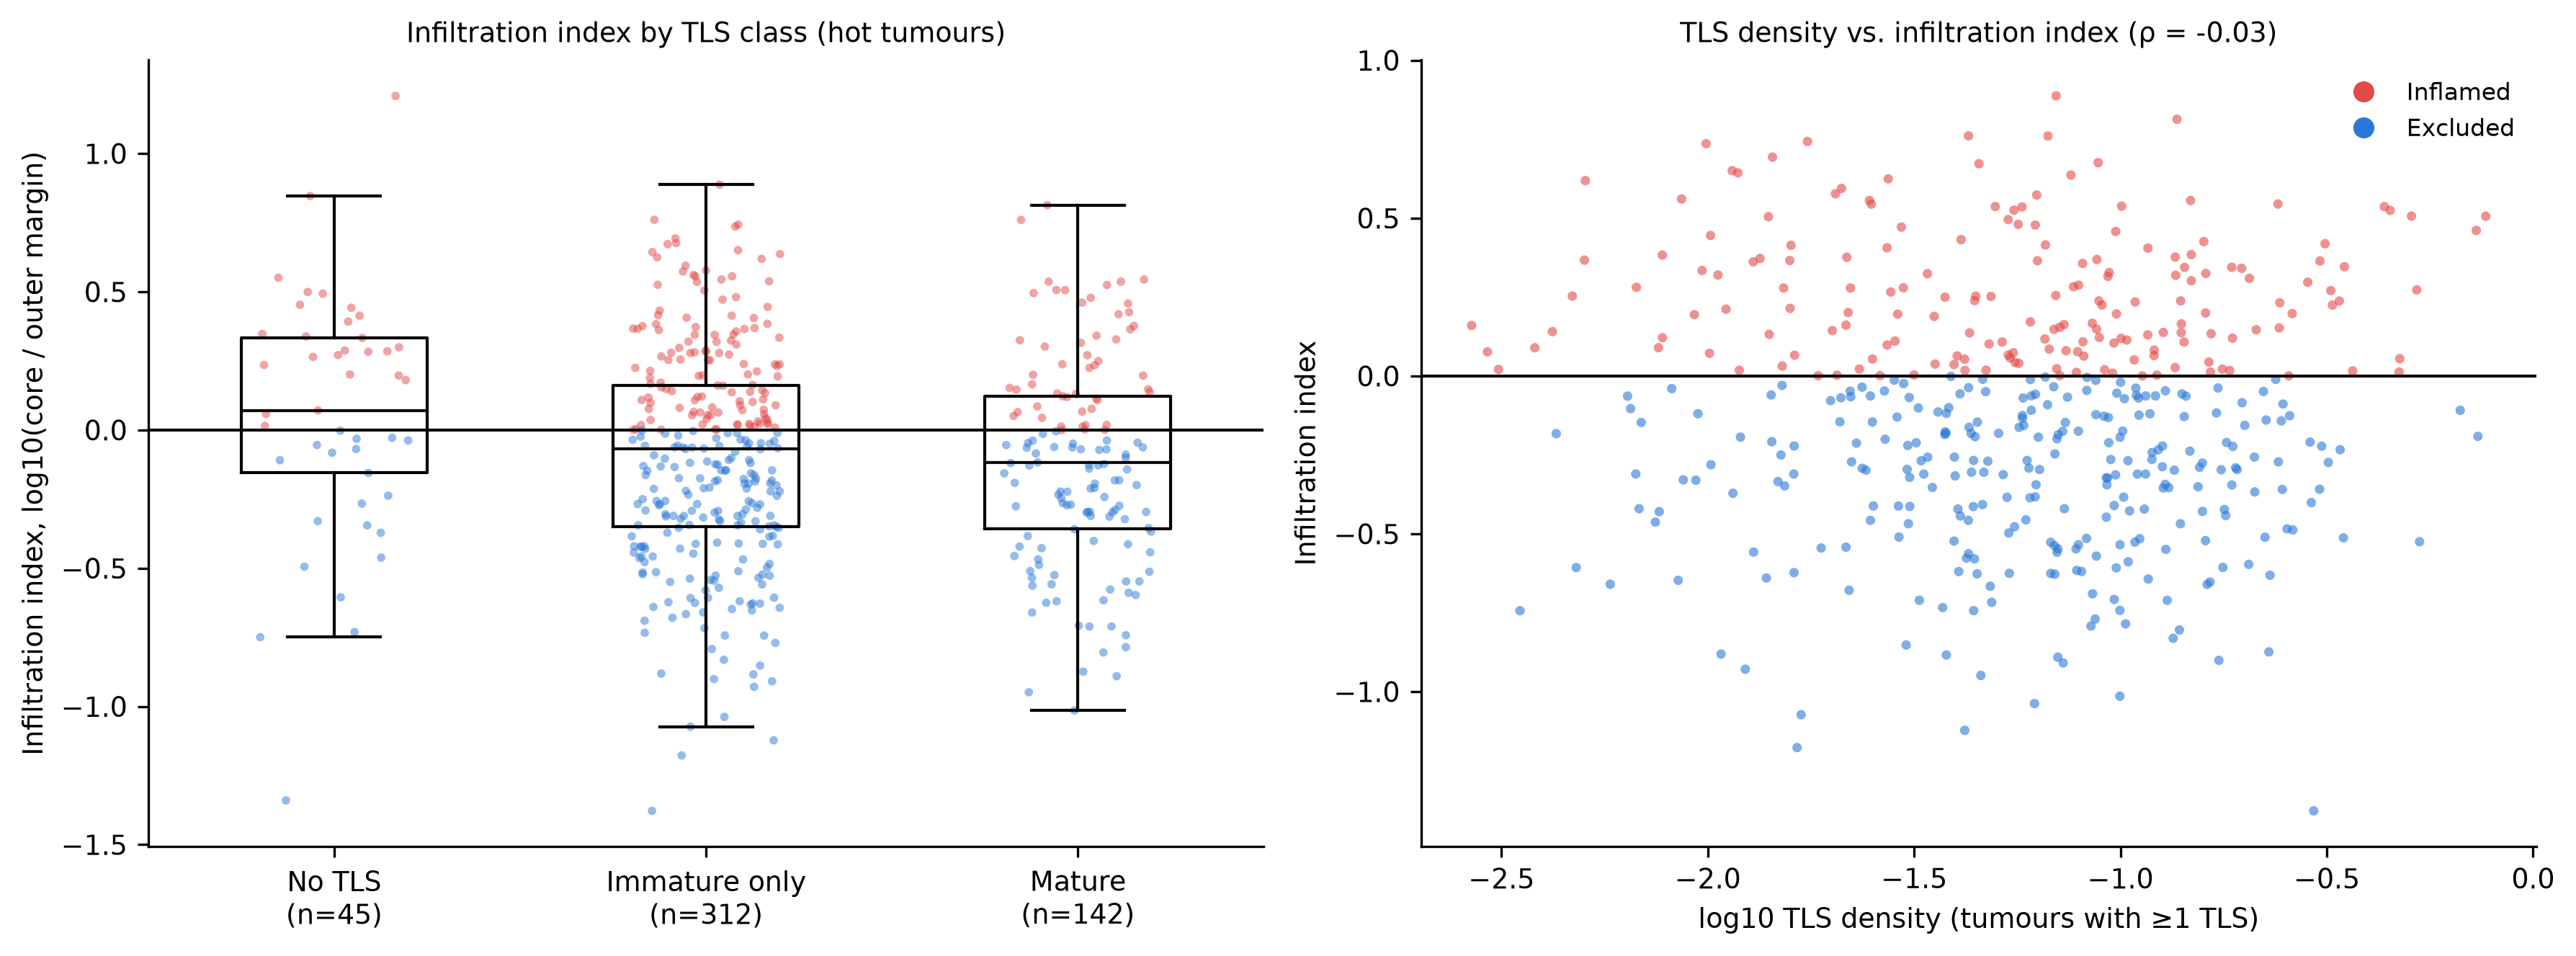 Infiltration index by TLS class (hot tumours)
Infiltration index, log10(core / outer margin)
1.0
0.5
0.0
−0.5
−1.0
−1.5
No TLS
(n=45)
Immature only
(n=312)
Mature
(n=142)
TLS density vs. infiltration index (ρ = -0.03)
Infiltration index
1.0
0.5
0.0
−0.5
−1.0
Inflamed
Excluded
−2.5 −2.0 −1.5 −1.0 −0.5 0.0
log10 TLS density (tumours with ≥1 TLS)